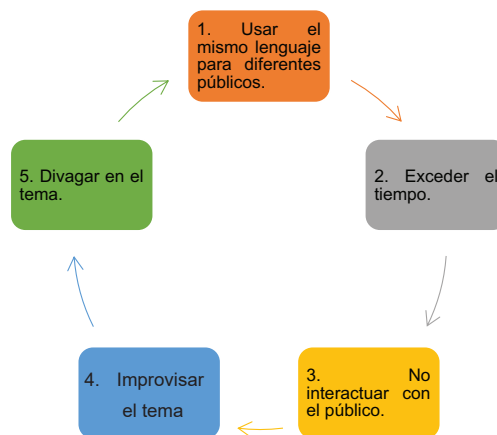 1. Usar el
mismo lenguaje
para diferentes
públicos.
2. Exceder el
tiempo.
3. No
interactuar con
el público.
4. Improvisar
el tema
5. Divagar en el
tema.